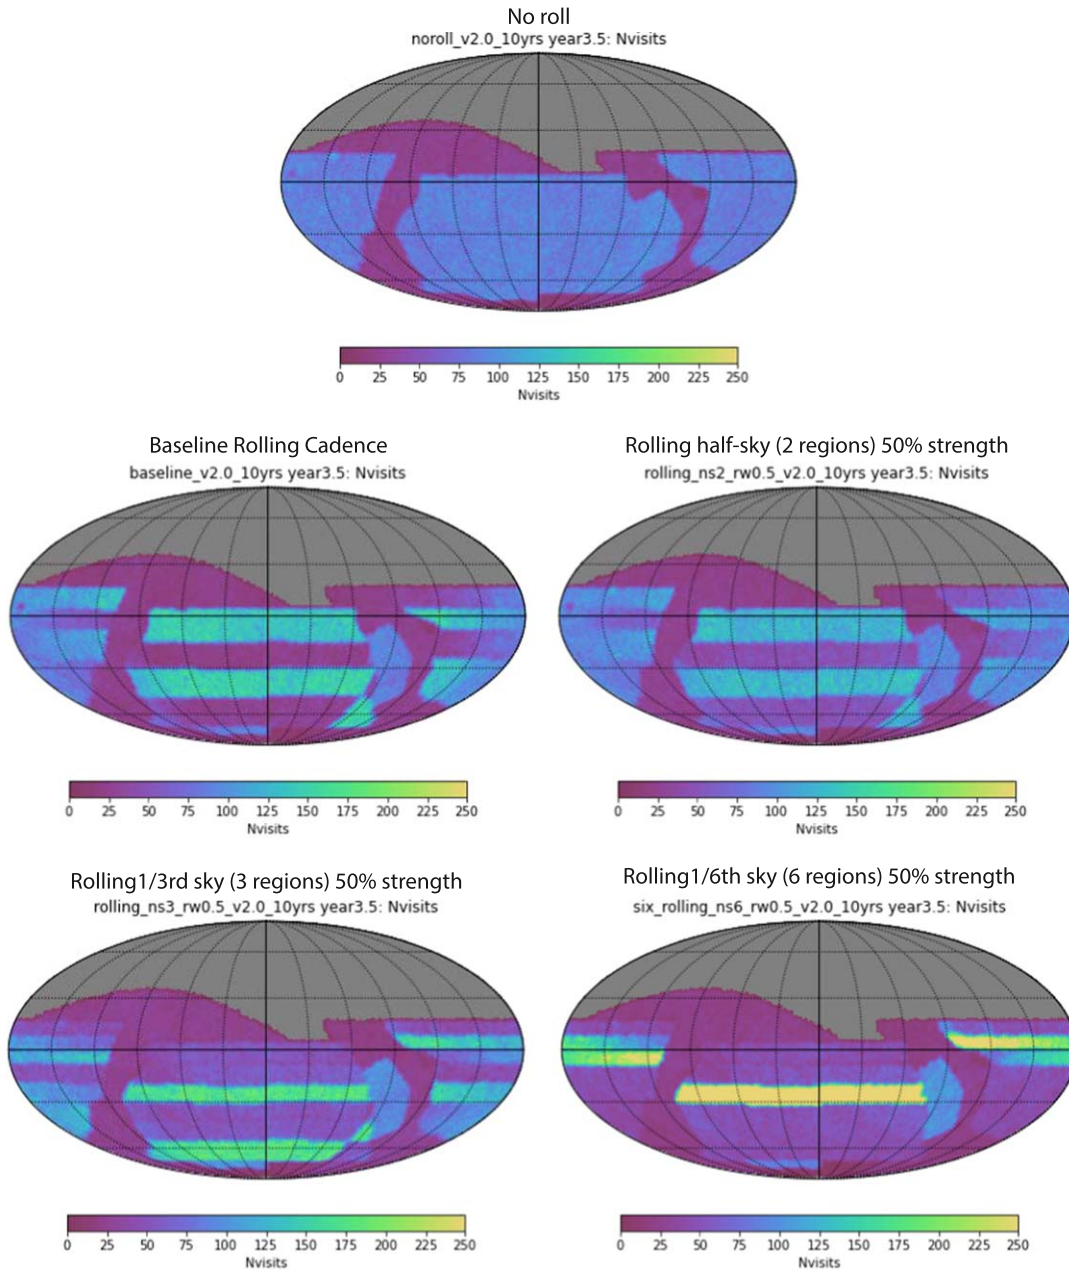 No roll
noroll_v2.0_10yrs year3.5: Nvisits
0 25 50 75 100 125 150 175 200 225 250
Nvisits
Baseline Rolling Cadence
baseline_v2.0_10yrs year3.5: Nvisits
0 25 50 75 100 125 150 175 200 225 250
Nvisits
Rolling half-sky (2 regions) 50% strength
rolling_ns2_rw0.5_v2.0_10yrs year3.5: Nvisits
0 25 50 75 100 125 150 175 200 225 250
Nvisits
Rolling1/3rd sky (3 regions) 50% strength
rolling_ns3_rw0.5_v2.0_10yrs year3.5: Nvisits
0 25 50 75 100 125 150 175 200 225 250
Nvisits
Rolling1/6th sky (6 regions) 50% strength
six_rolling_ns6_rw0.5_v2.0_10yrs year3.5: Nvisits
0 25 50 75 100 125 150 175 200 225 250
Nvisits